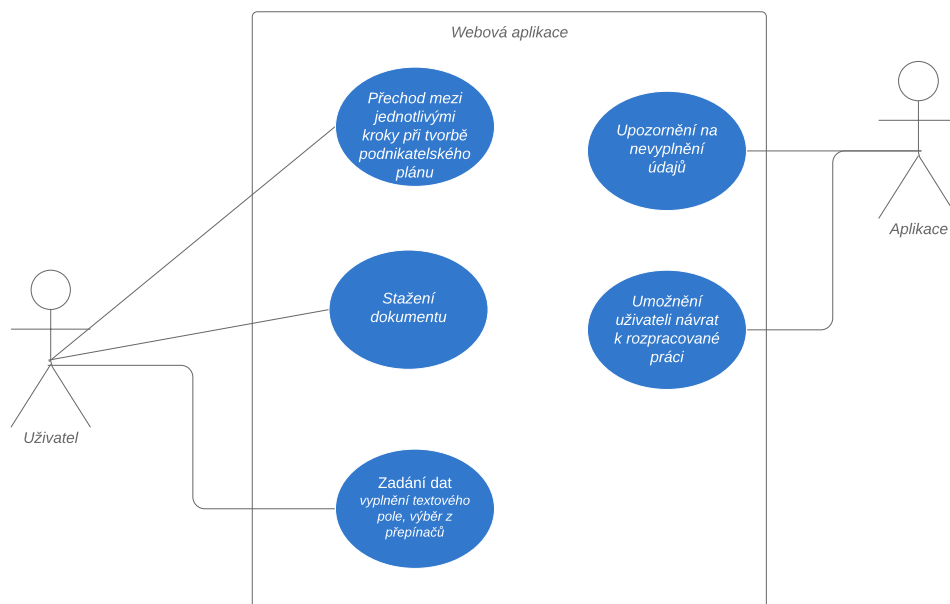 Webová aplikace
Přechod mezi
jednotlivými
kroky při tvorbě
podnikatelského
plánu
Upozornění na
nevyplnění
údajů
Aplikace
Stažení
dokumentu
Umožnění
uživateli návrat
k rozpracované
práci
Uživatel
Zadání dat
vyplnění textového
pole, výběr z
přepínačů